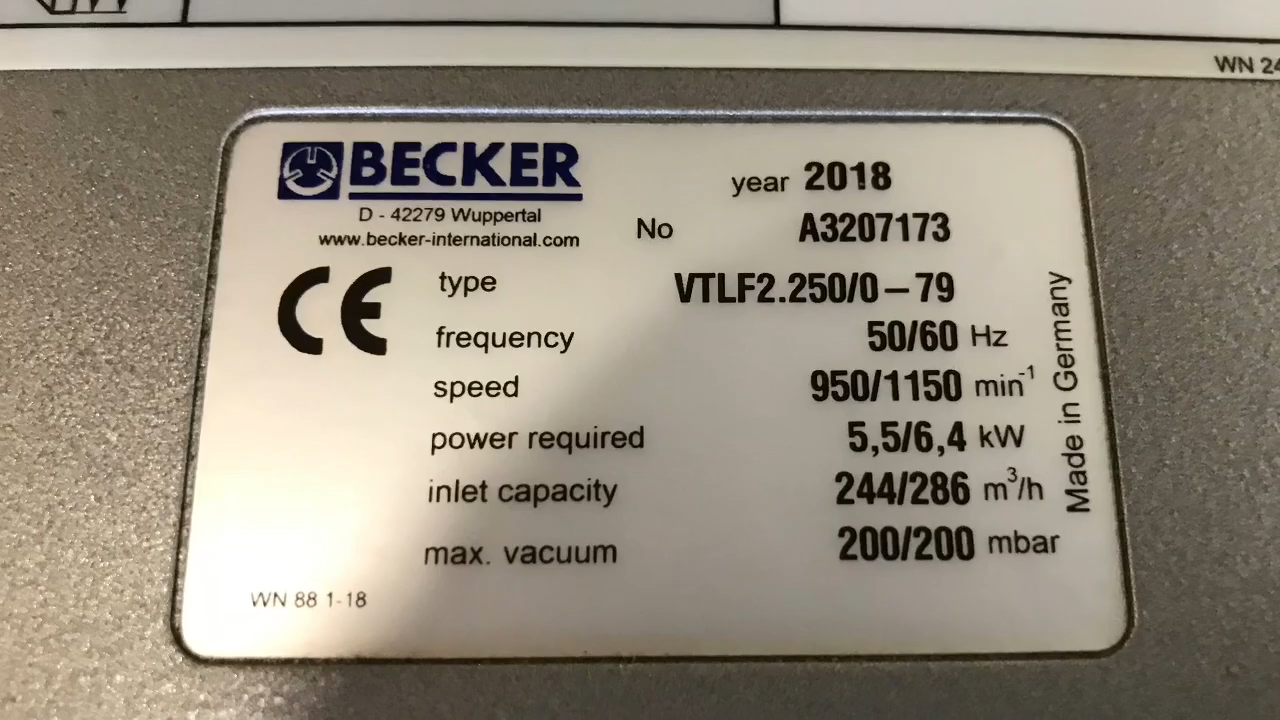 WN 24
BECKER
D - 42279 Wuppertal
www.becker-international.com
year 2018
No A3207173
CE
type VTLF2.250/0–79
frequency 50/60 Hz
speed 950/1150 min⁻¹
power required 5,5/6,4 kW
inlet capacity 244/286 m³/h
max. vacuum 200/200 mbar
Made in Germany
WN 88 1-18